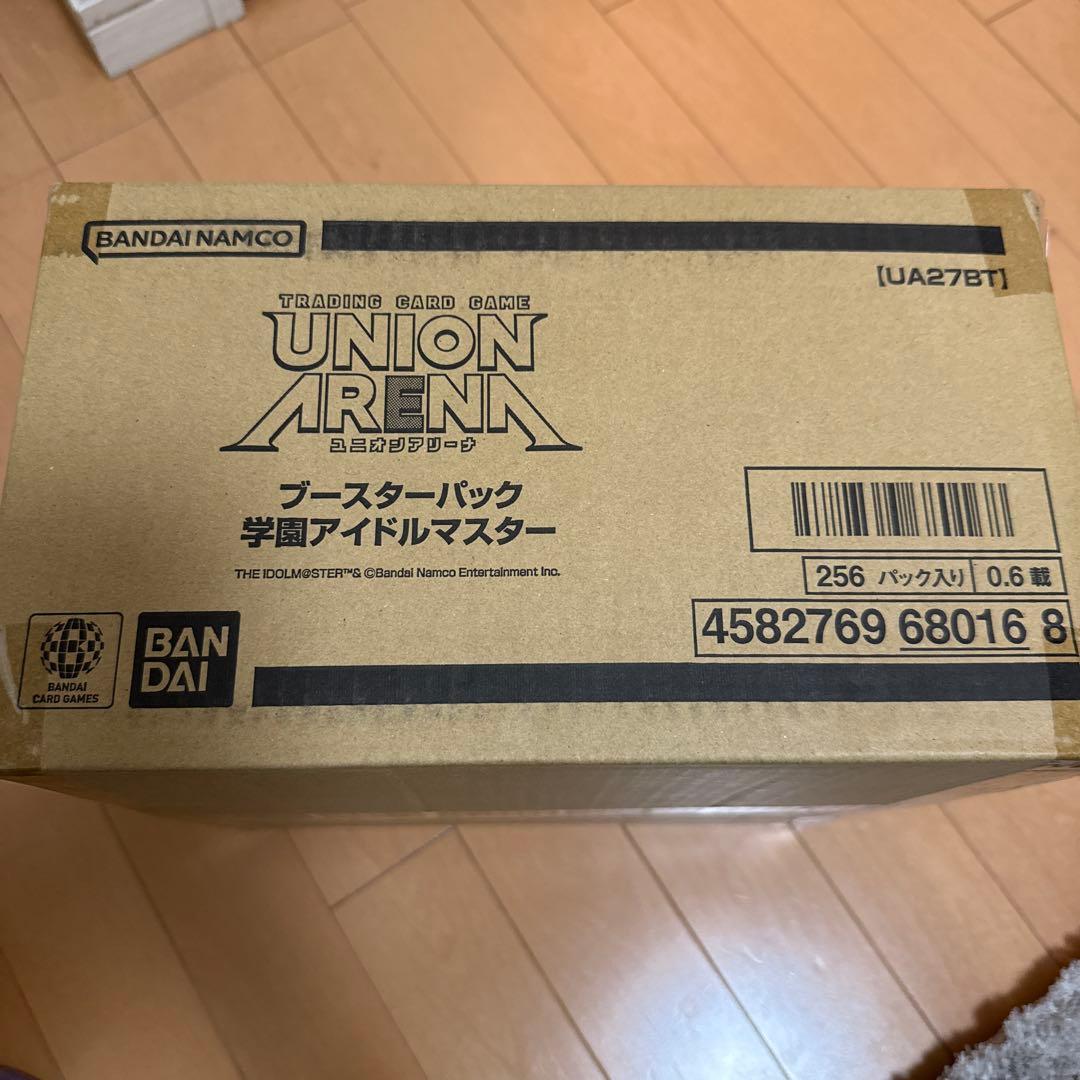 BANDAI NAMCO
【UA27BT】
TRADING CARD GAME
UNION
ARENA
ユニオンアリーナ
ブースターパック
学園アイドルマスター
THE IDOLM@STER™& ©Bandai Namco Entertainment Inc.
256 パック入り 0.6 載
4582769 68016 8
BANDAI
CARD GAMES
BAN
DAI